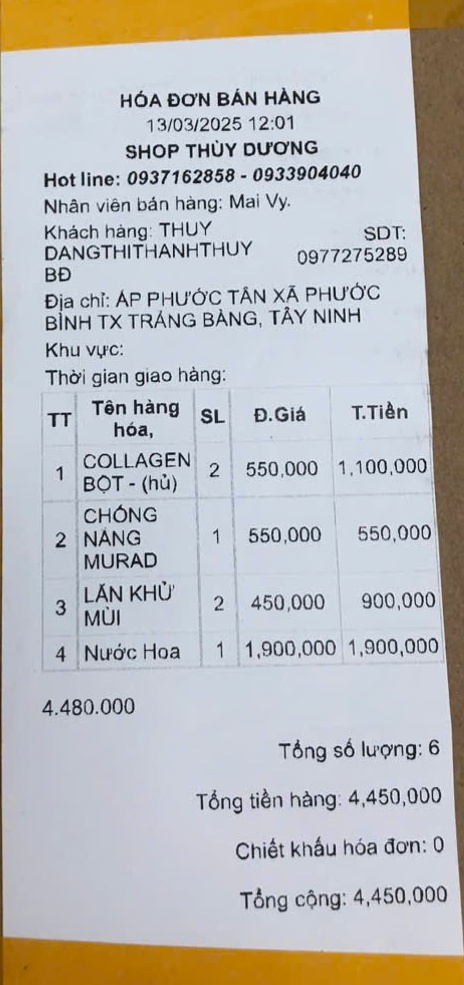 HÓA ĐƠN BÁN HÀNG
13/03/2025 12:01
SHOP THÙY DƯƠNG
Hot line: 0937162858 - 0933904040
Nhân viên bán hàng: Mai Vy.
Khách hàng: THUY DANGTHITHANHTHUY BĐ
SDT: 0977275289
Địa chỉ: ẤP PHƯỚC TÂN XÃ PHƯỚC
BÌNH TX TRẢNG BÀNG, TÂY NINH
Khu vực:
Thời gian giao hàng:
TT Tên hàng hóa, SL Đ.Giá T.Tiền
1 COLLAGEN BỘT - (hủ) 2 550,000 1,100,000
2 CHỐNG NẮNG MURAD 1 550,000 550,000
3 LĂN KHỬ MÙI 2 450,000 900,000
4 Nước Hoa 1 1,900,000 1,900,000
4.480.000
Tổng số lượng: 6
Tổng tiền hàng: 4,450,000
Chiết khấu hóa đơn: 0
Tổng cộng: 4,450,000